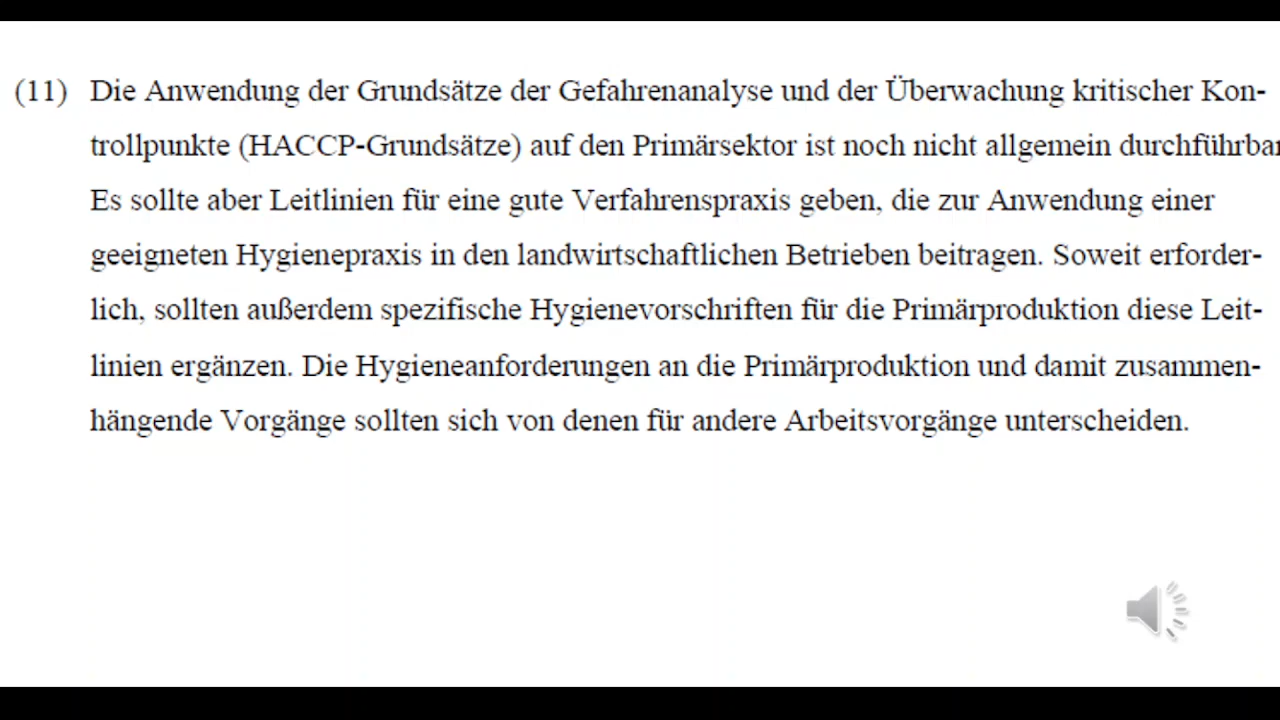 (11) Die Anwendung der Grundsätze der Gefahrenanalyse und der Überwachung kritischer Kon-
trollpunkte (HACCP-Grundsätze) auf den Primärsektor ist noch nicht allgemein durchführbar
Es sollte aber Leitlinien für eine gute Verfahrenspraxis geben, die zur Anwendung einer
geeigneten Hygienepraxis in den landwirtschaftlichen Betrieben beitragen. Soweit erforder-
lich, sollten außerdem spezifische Hygienevorschriften für die Primärproduktion diese Leit-
linien ergänzen. Die Hygieneanforderungen an die Primärproduktion und damit zusammen-
hängende Vorgänge sollten sich von denen für andere Arbeitsvorgänge unterscheiden.